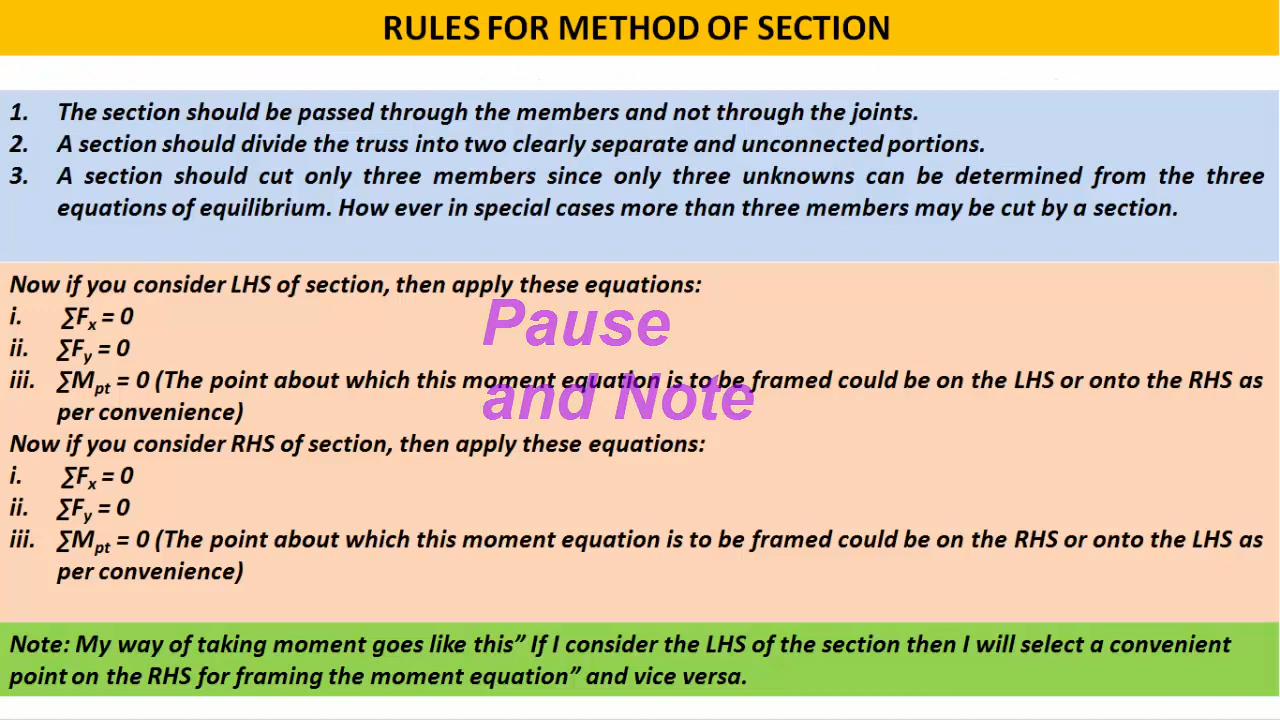 RULES FOR METHOD OF SECTION
1. The section should be passed through the members and not through the joints.
2. A section should divide the truss into two clearly separate and unconnected portions.
3. A section should cut only three members since only three unknowns can be determined from the three
equations of equilibrium. How ever in special cases more than three members may be cut by a section.
Now if you consider LHS of section, then apply these equations:
i. ∑Fx = 0
ii. ∑Fy = 0
iii. ∑Mpt = 0 (The point about which this moment equation is to be framed could be on the LHS or onto the RHS as
per convenience)
Pause
and Note
Now if you consider RHS of section, then apply these equations:
i. ∑Fx = 0
ii. ∑Fy = 0
iii. ∑Mpt = 0 (The point about which this moment equation is to be framed could be on the RHS or onto the LHS as
per convenience)
Note: My way of taking moment goes like this” If I consider the LHS of the section then I will select a convenient
point on the RHS for framing the moment equation” and vice versa.